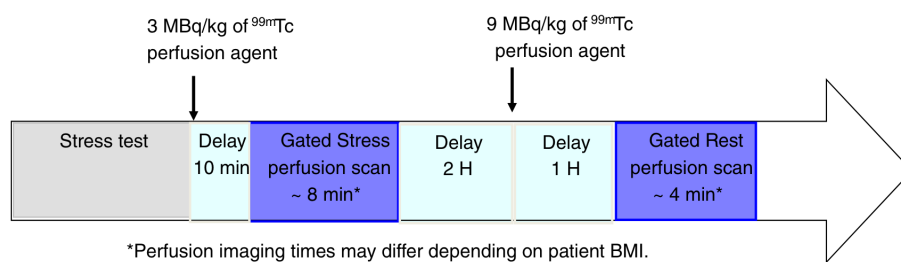 3 MBq/kg of ⁹⁹ᵐTc
perfusion agent
9 MBq/kg of ⁹⁹ᵐTc
perfusion agent
Stress test
Delay
10 min
Gated Stress
perfusion scan
~ 8 min*
Delay
2 H
Delay
1 H
Gated Rest
perfusion scan
~ 4 min*
*Perfusion imaging times may differ depending on patient BMI.